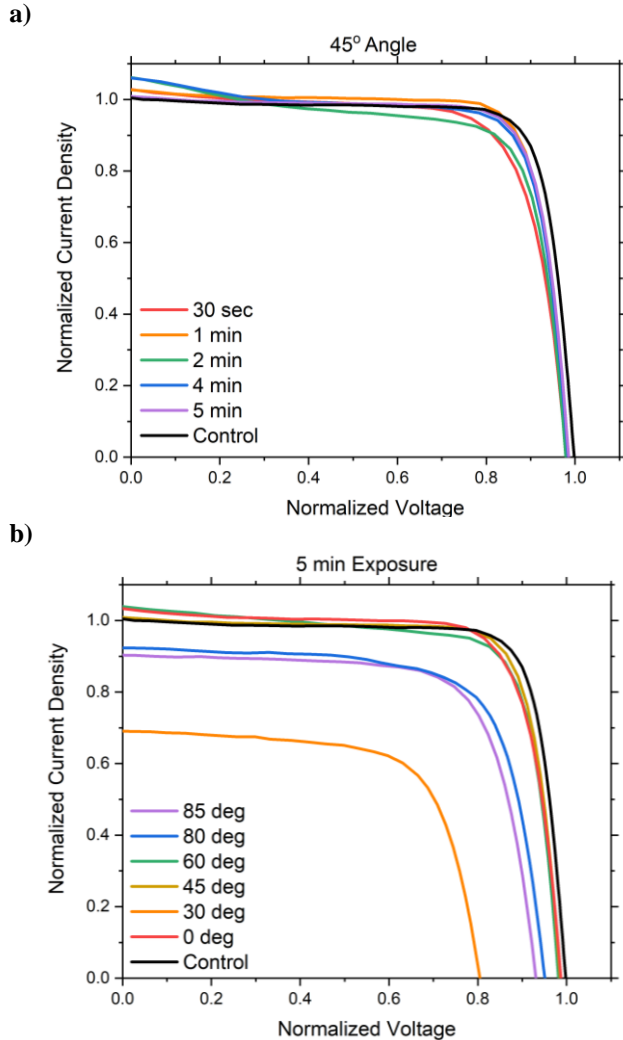 a)
45° Angle
Normalized Current Density
1.0
0.8
0.6
0.4
0.2
0.0
30 sec
1 min
2 min
4 min
5 min
Control
0.0 0.2 0.4 0.6 0.8 1.0
Normalized Voltage
b)
5 min Exposure
Normalized Current Density
1.0
0.8
0.6
0.4
0.2
0.0
85 deg
80 deg
60 deg
45 deg
30 deg
0 deg
Control
0.0 0.2 0.4 0.6 0.8 1.0
Normalized Voltage